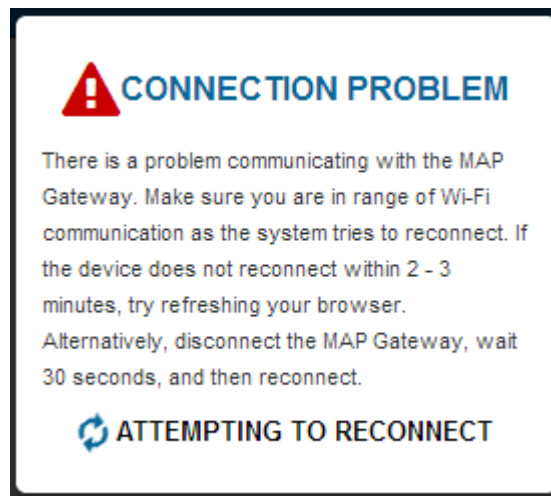 CONNECTION PROBLEM
There is a problem communicating with the MAP
Gateway. Make sure you are in range of Wi-Fi
communication as the system tries to reconnect. If
the device does not reconnect within 2 - 3
minutes, try refreshing your browser.
Alternatively, disconnect the MAP Gateway, wait
30 seconds, and then reconnect.
ATTEMPTING TO RECONNECT